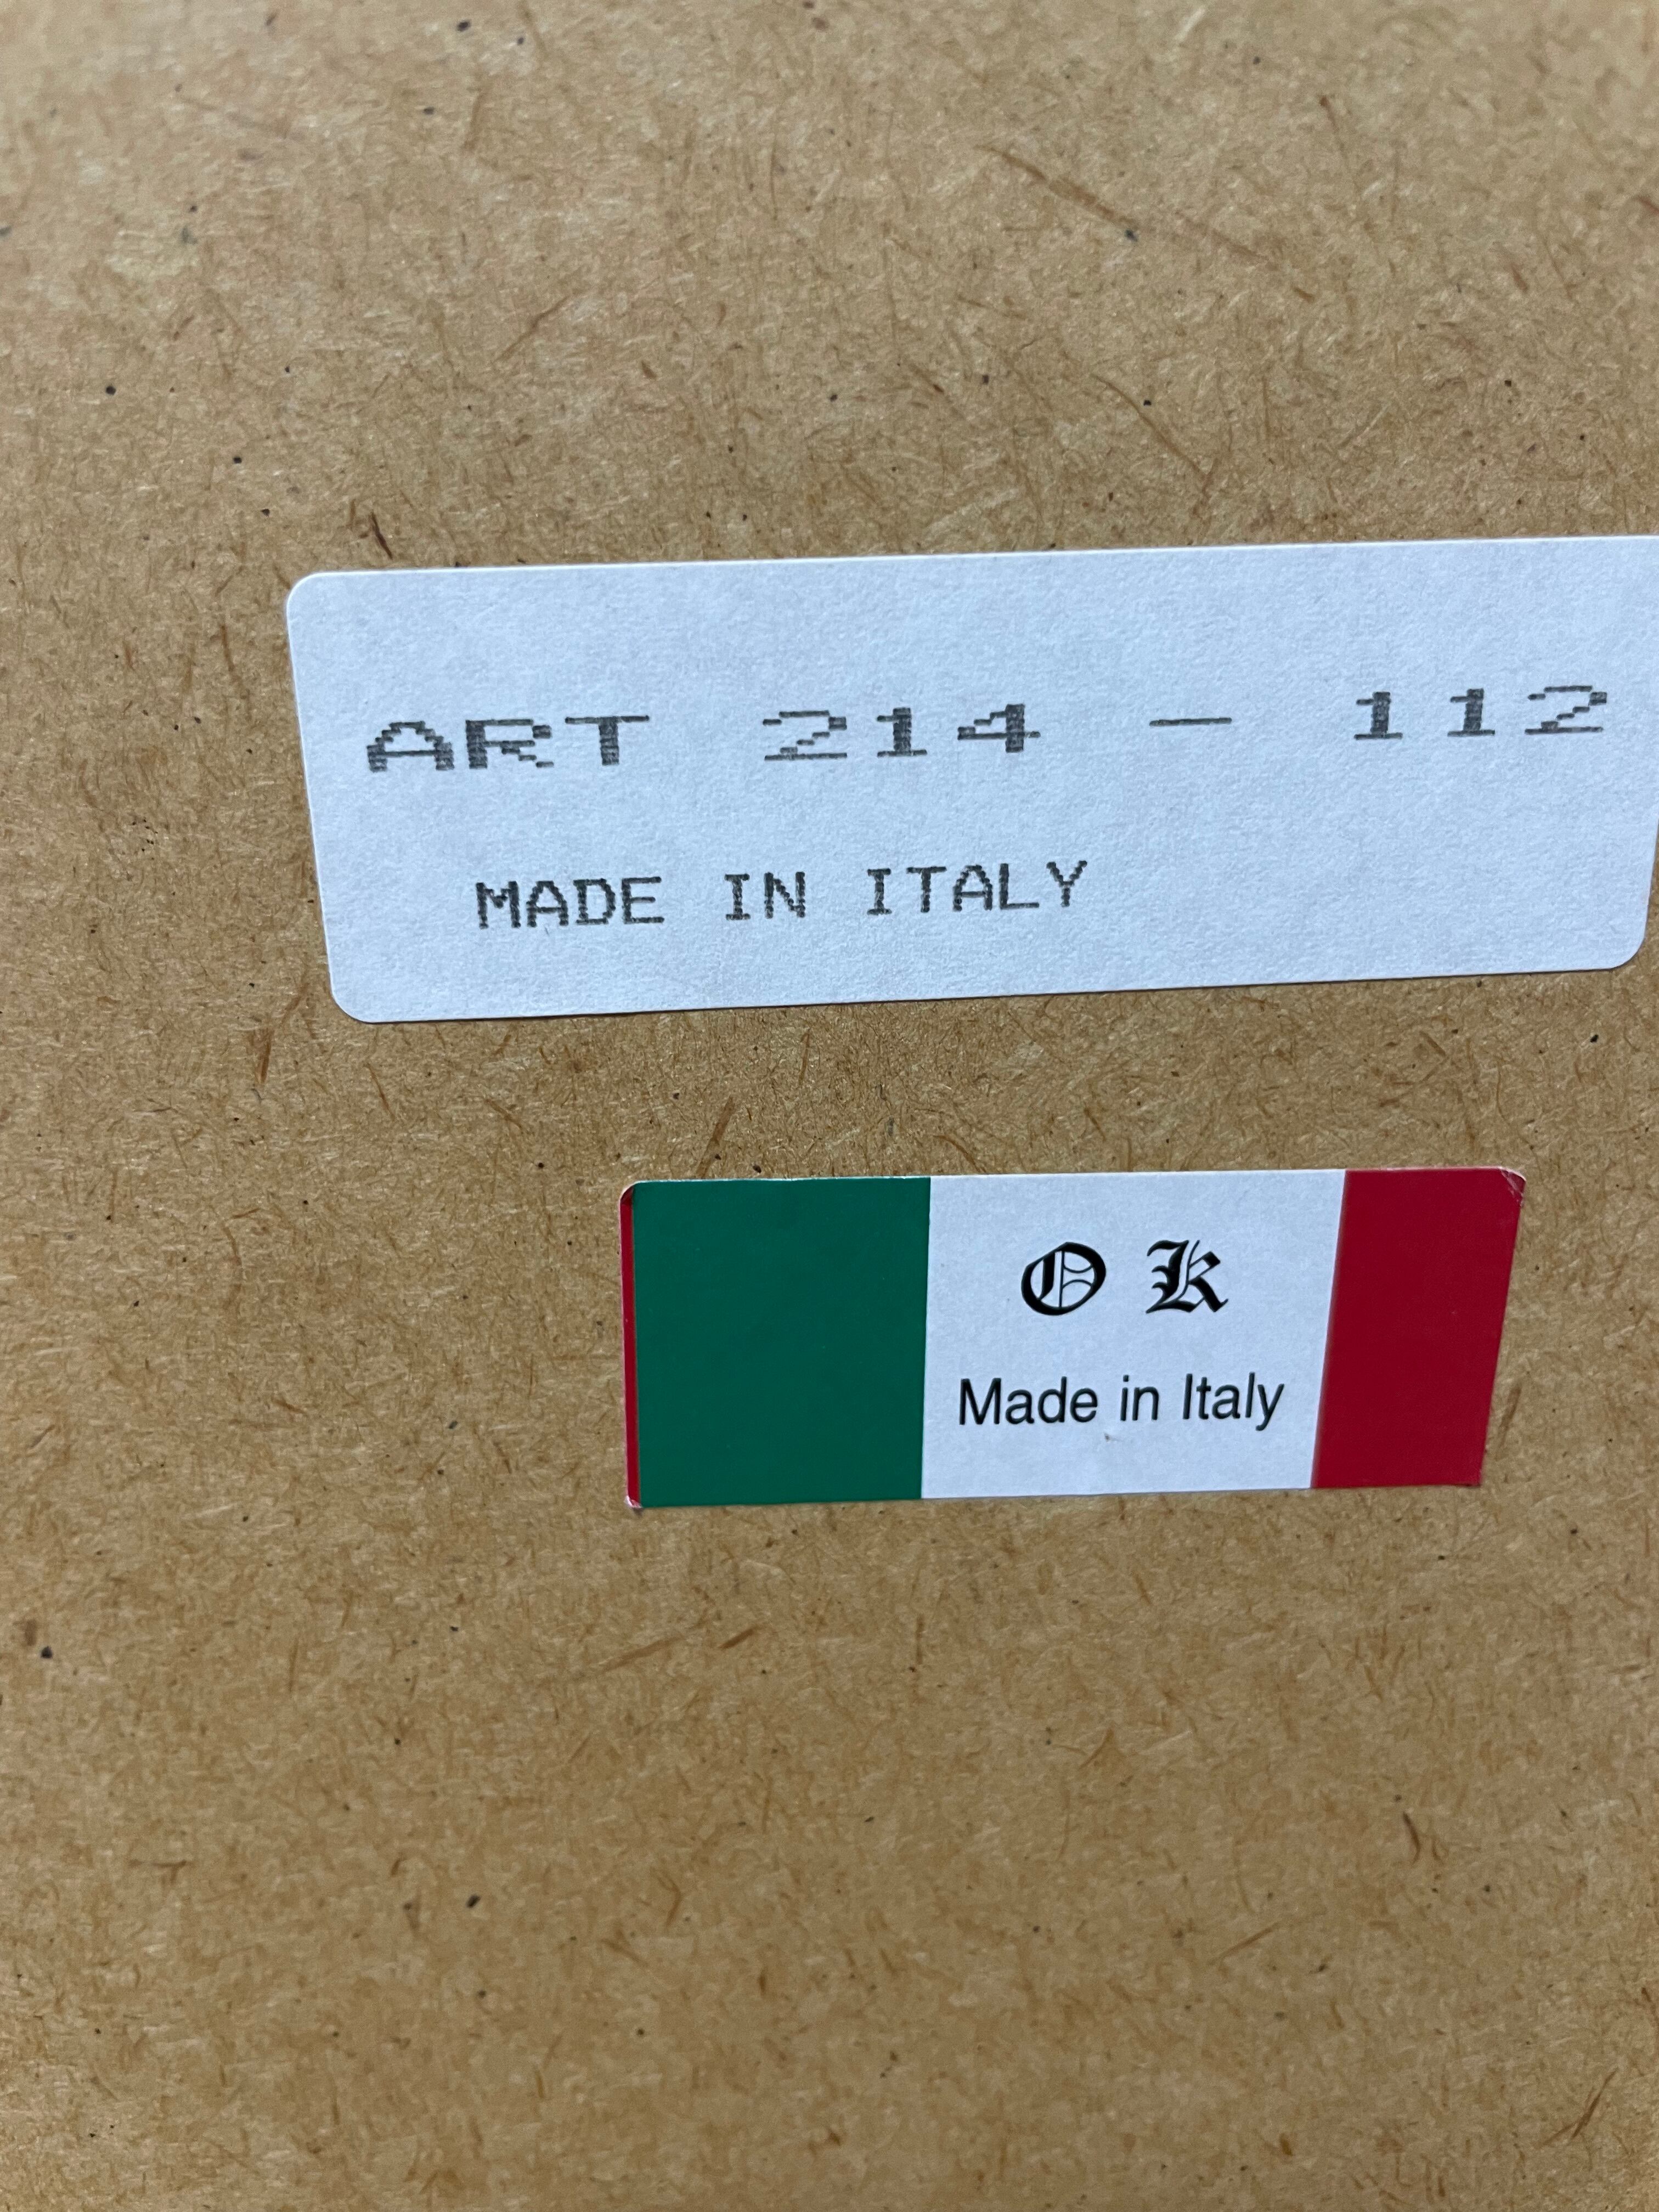 ART 214 - 112
MADE IN ITALY
O K
Made in Italy